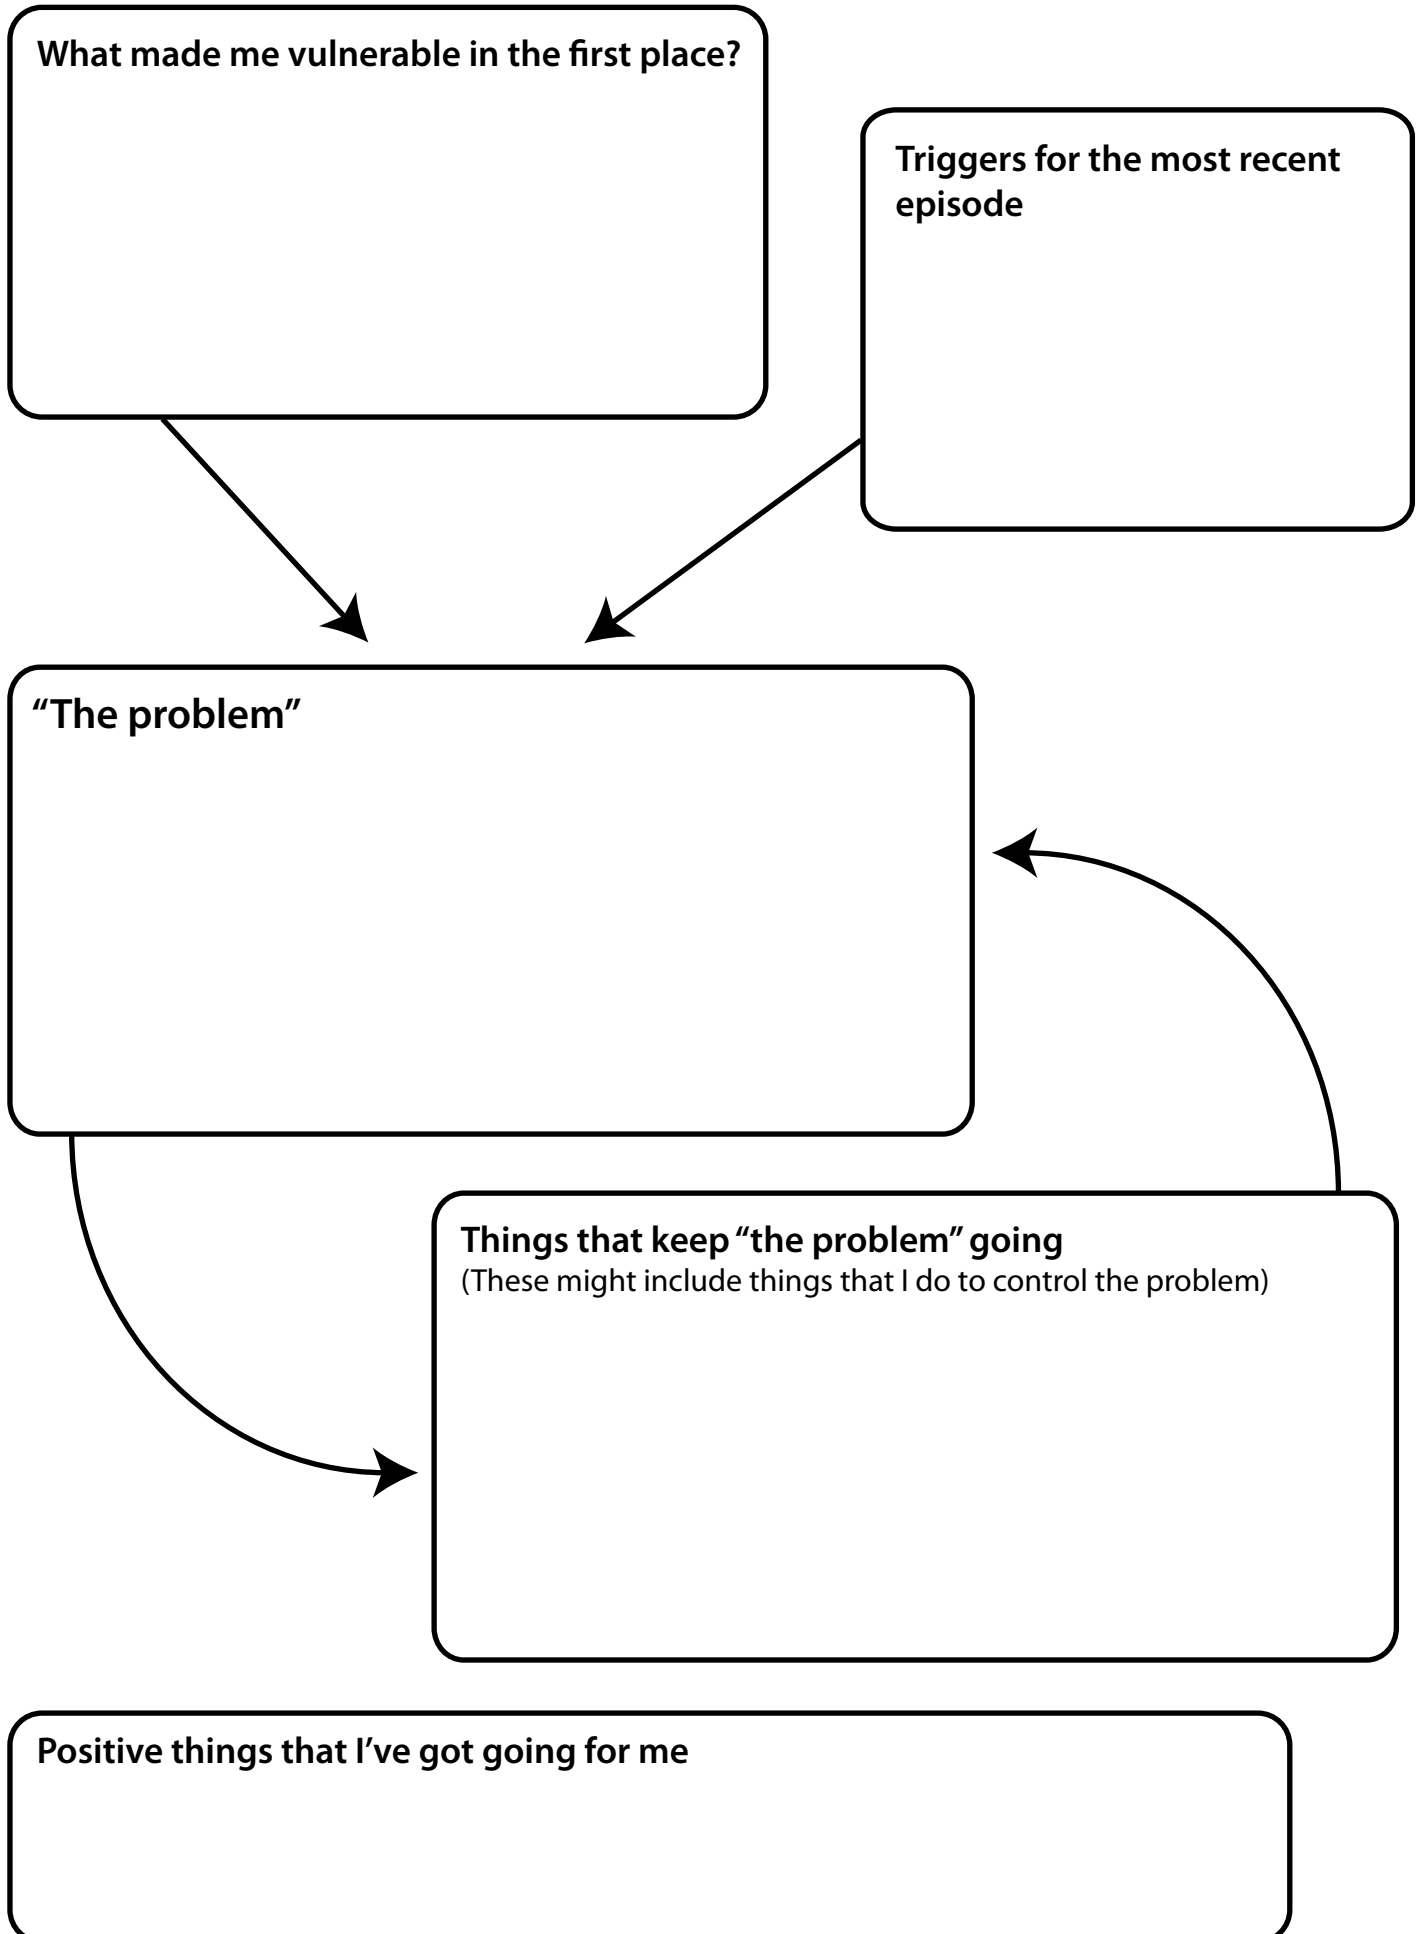 What made me vulnerable in the first place?
Triggers for the most recent
episode
“The problem”
Things that keep “the problem” going
(These might include things that I do to control the problem)
Positive things that I’ve got going for me